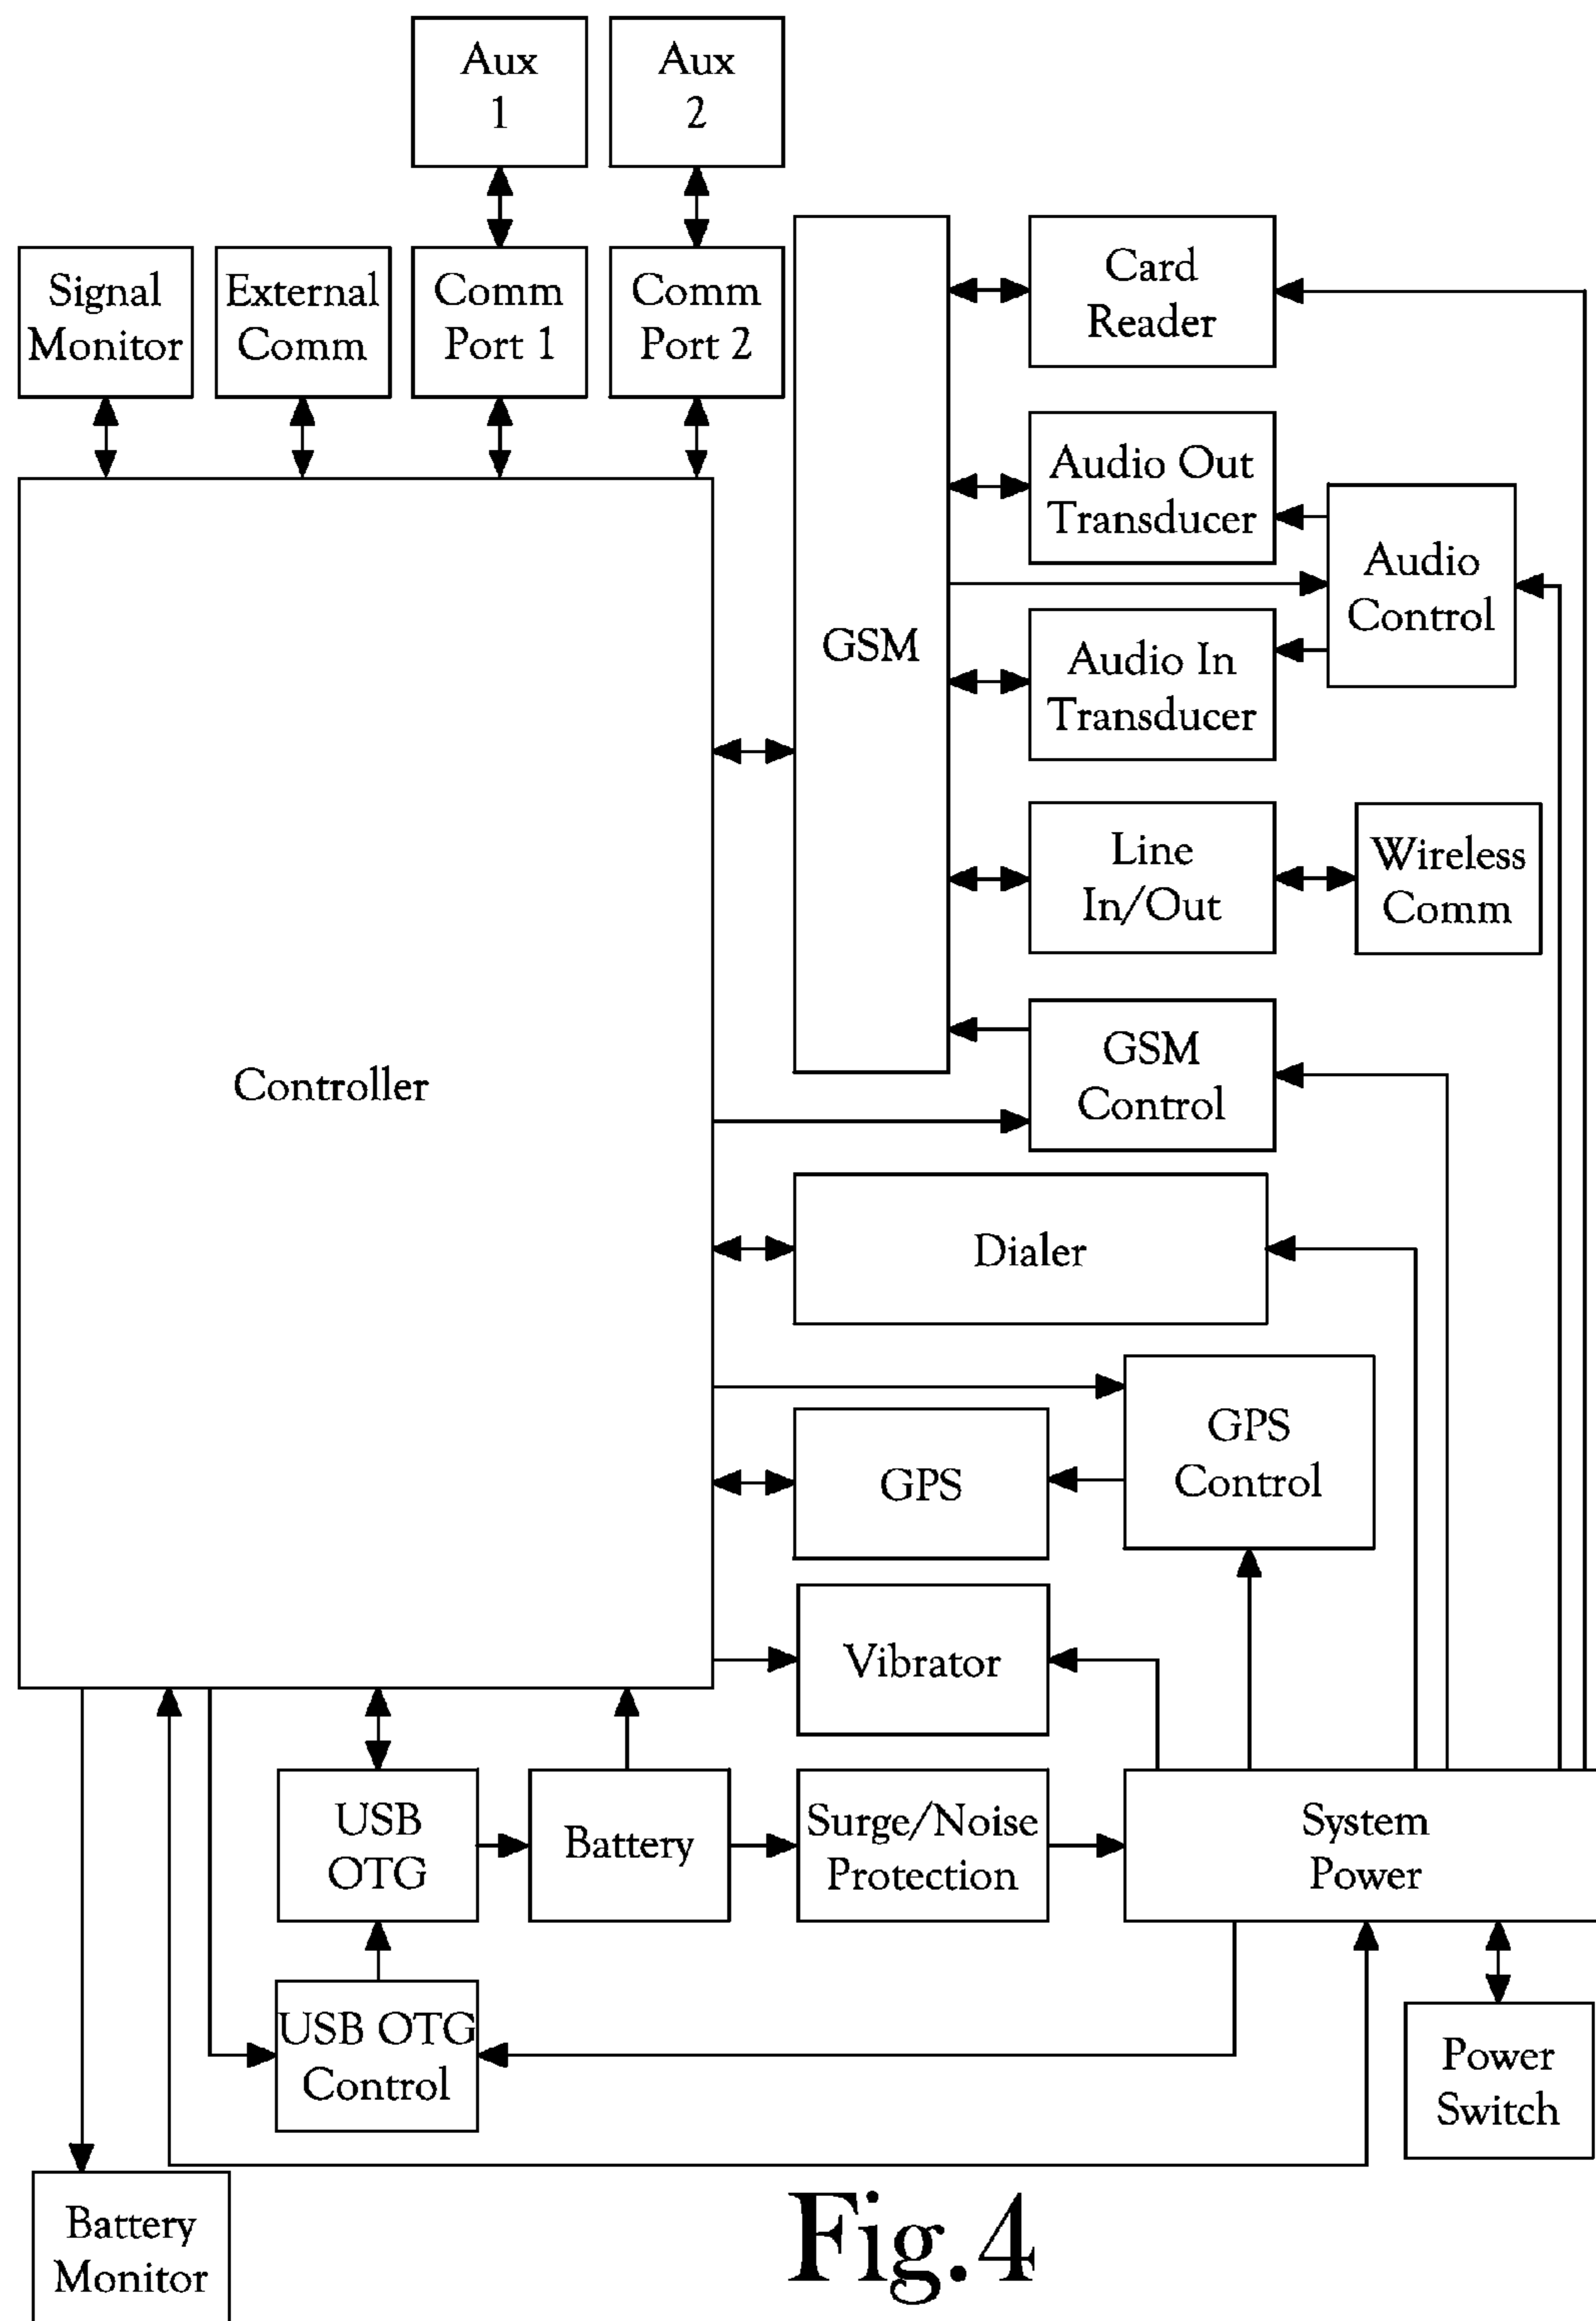 Aux
1
Aux
2
Signal
Monitor
External
Comm
Comm
Port 1
Comm
Port 2
GSM
Card
Reader
Audio Out
Transducer
Audio
Control
Audio In
Transducer
Line
In/Out
Wireless
Comm
Controller
GSM
Control
Dialer
GPS
Control
GPS
Vibrator
USB
OTG
Battery
Surge/Noise
Protection
System
Power
USB OTG
Control
Power
Switch
Battery
Monitor
Fig.4